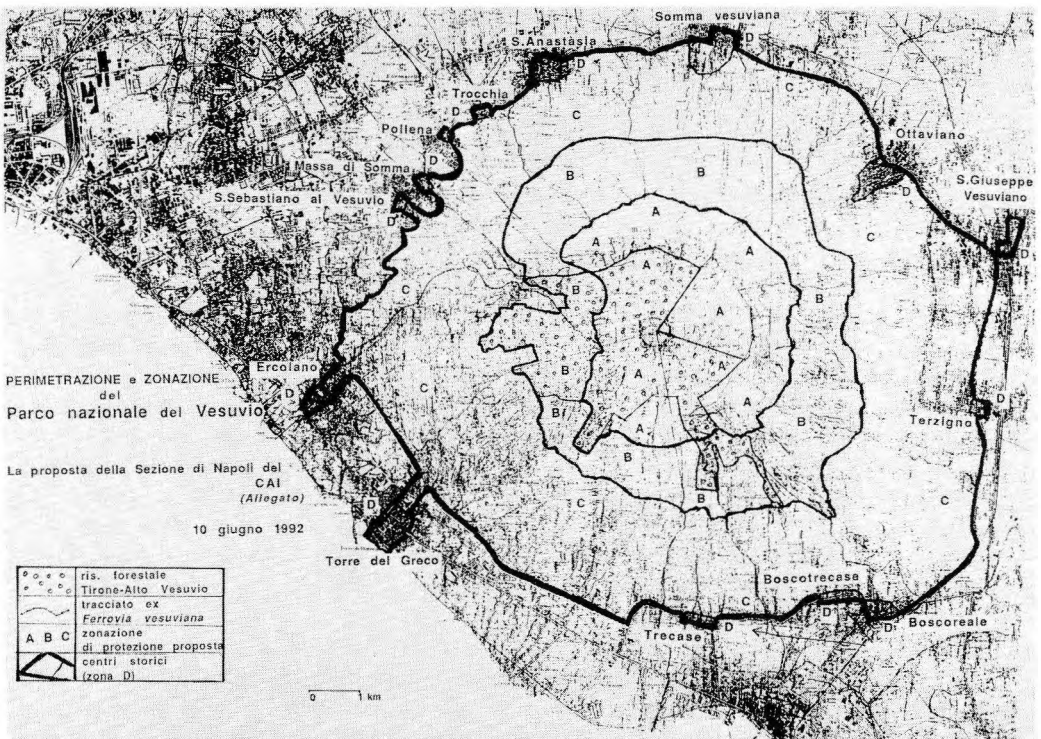 Somma vesuviana
D
S.Anastasia
D
C
Trocchia
D
C
Pollena
D
Ottaviano
D
Massa di Somma
S.Sebastiano al Vesuvio
D
S.Giuseppe
Vesuviano
D
B
B
A
A
A
A
C
C
B
B
A
B
A
A
B
A
B
A
B
B
B
C
C
C
C
Ercolano
D
PERIMETRAZIONE e ZONAZIONE
del
Parco nazionale del Vesuvio
D
Terzigno
La proposta della Sezione di Napoli del
CAI
(Allegato)
10 giugno 1992
D
Torre del Greco
Boscotrecase
D
Trecase
D
Boscoreale
D
ris. forestale
Tirone-Alto Vesuvio
tracciato ex
Ferrovia vesuviana
A B C
zonazione
di protezione proposta
centri storici
(zona D)
0 1 km